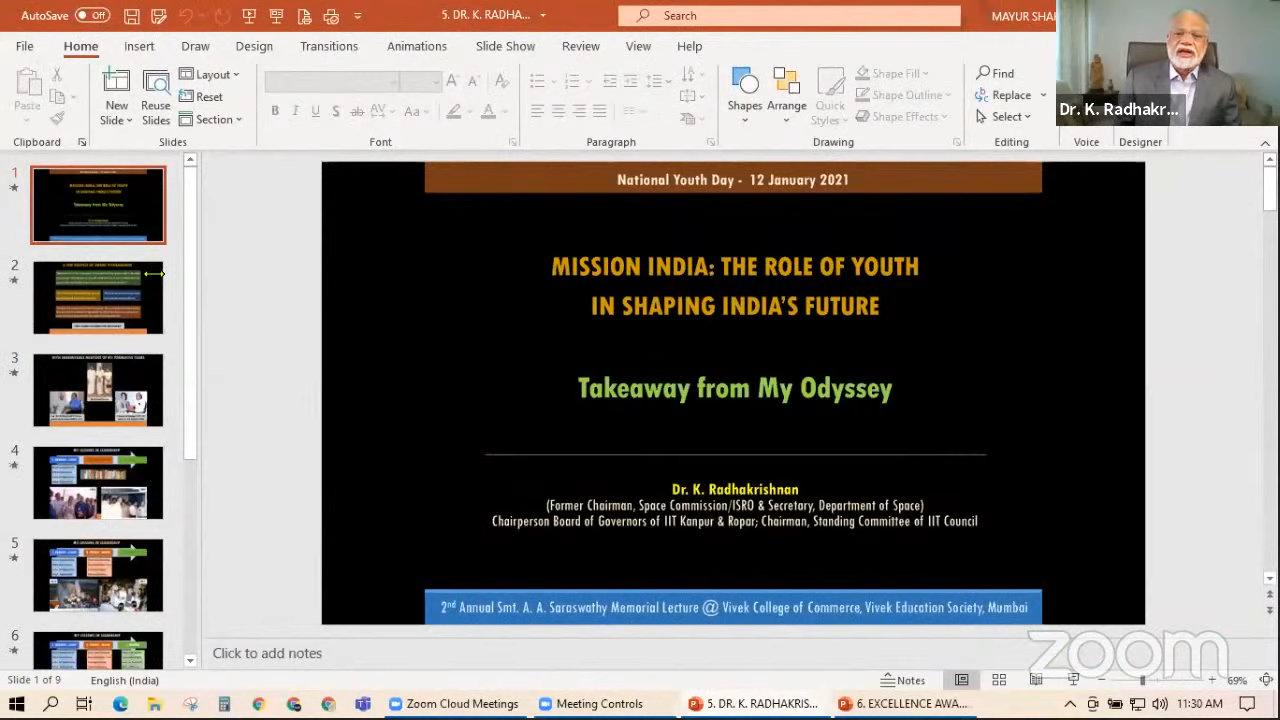 AutoSave Off
5. DR. K. RADHA...
Search
MAYUR SHAR
File Home Insert Draw Design Transitions Animations Slide Show Review View Help
Paste
New Slide
Reuse Slides
Layout
Reset
Section
Shapes Arrange Quick Styles
Shape Fill
Shape Outline
Shape Effects
Find
Replace
Select
Clipboard Slides Font Paragraph Drawing Editing Voice Designer
Dr. K. Radhakr...
1
3
4
5
National Youth Day - 12 January 2021
MISSION INDIA: THE ROLE OF YOUTH
IN SHAPING INDIA'S FUTURE
Takeaway from My Odyssey
Dr. K. Radhakrishnan
(Former Chairman, Space Commission/ISRO & Secretary, Department of Space)
Chairperson Board of Governors of IIT Kanpur & Ropar; Chairman, Standing Committee of IIT Council
2nd Annual Smt. A. A. Saraswathy Memorial Lecture @ Vivek College of Commerce, Vivek Education Society, Mumbai
Click to add notes
zoom
Slide 1 of 9 English (India) Notes 69%
Zoom Cloud Meetings Meeting Controls 5. DR. K. RADHAKRIS... 6. EXCELLENCE AWA... 11:30 AM